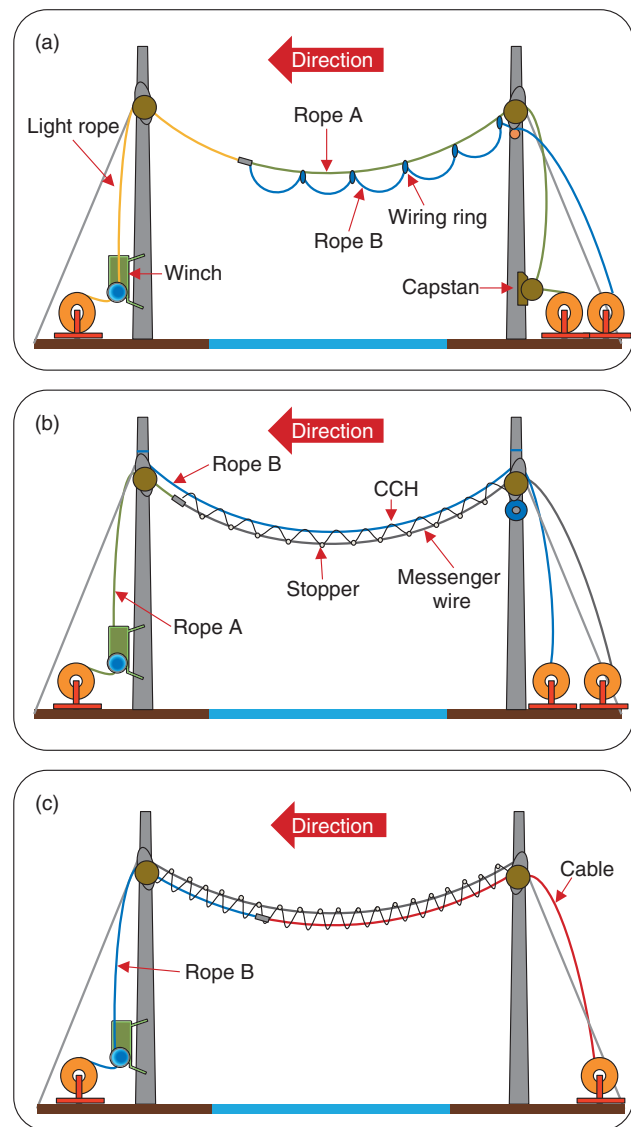 (a)
Direction
Rope A
Light rope
Wiring ring
Rope B
Winch
Capstan
(b)
Direction
Rope B
CCH
Stopper
Messenger
wire
Rope A
(c)
Direction
Cable
Rope B